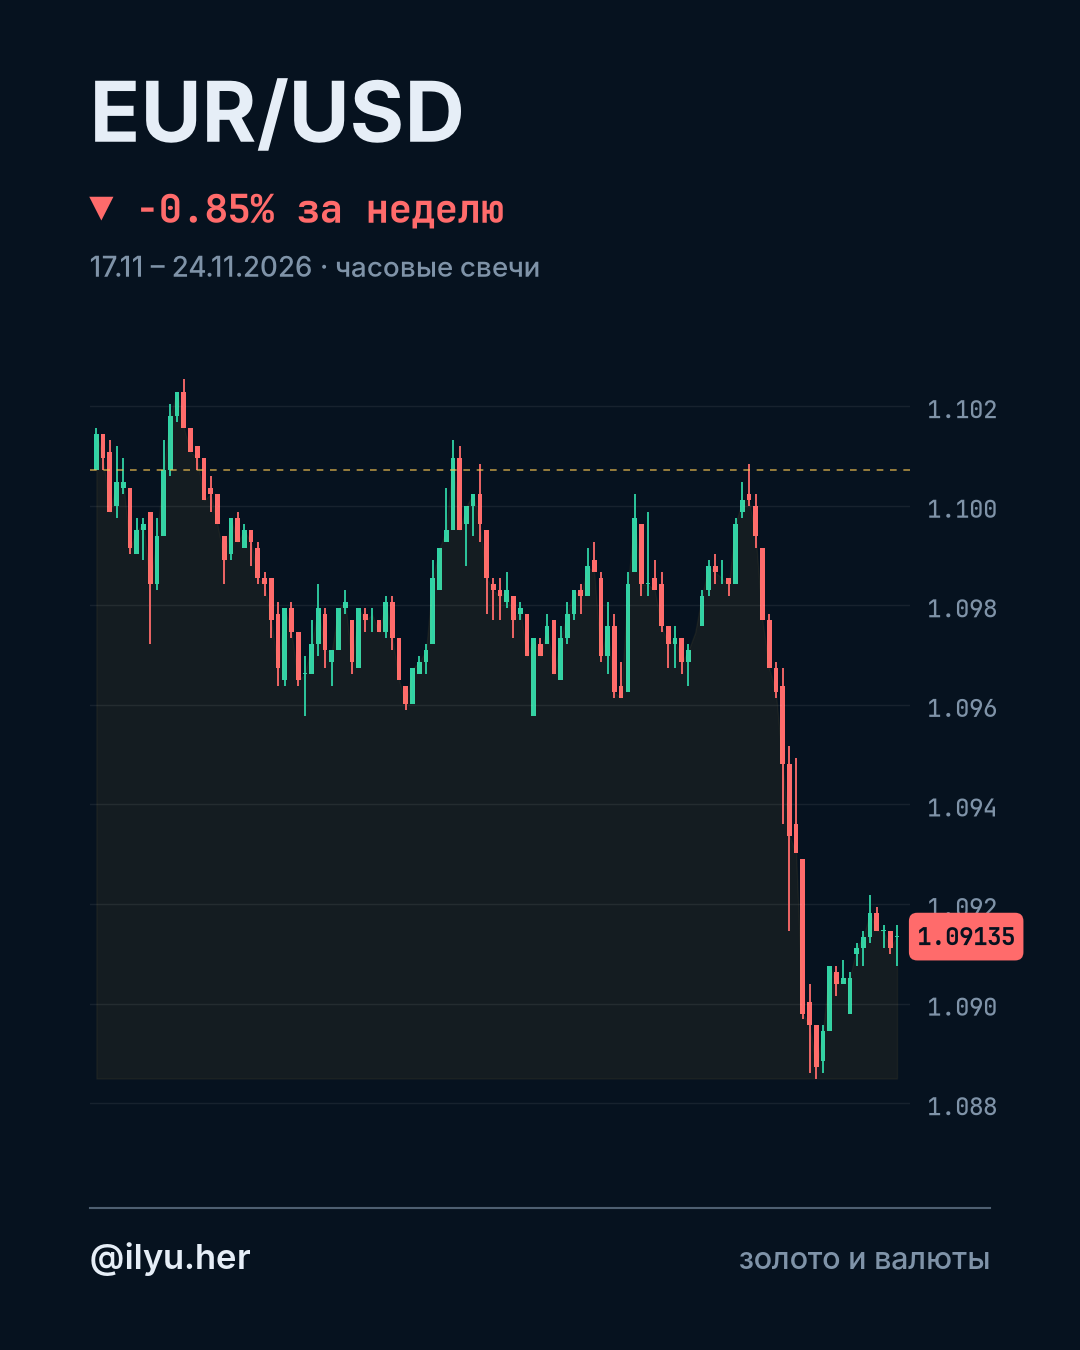 EUR/USD
▼ -0.85% за неделю
17.11 – 24.11.2026 · часовые свечи
1.102
1.100
1.098
1.096
1.094
1.092
1.09135
1.090
1.088
@ilyu.her
золото и валюты